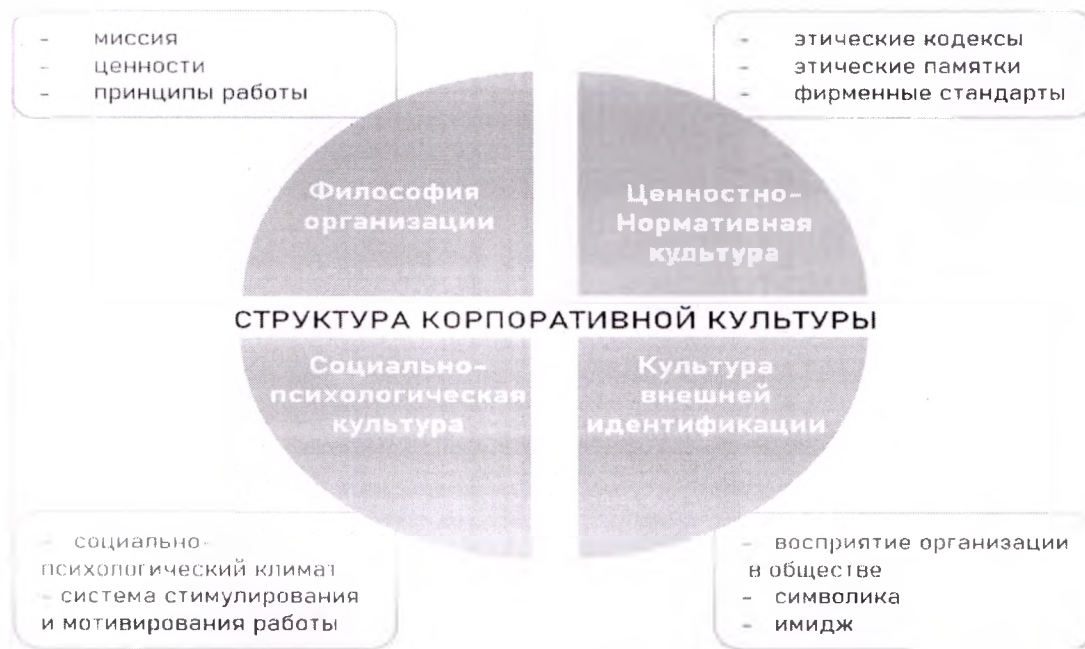 - миссия
- ценности
- принципы работы
- этические кодексы
- этические памятки
- фирменные стандарты
Философия
организации
Ценностно-
Нормативная
культура
СТРУКТУРА КОРПОРАТИВНОЙ КУЛЬТУРЫ
Социально-
психологическая
культура
Культура
внешней
идентификации
- социально-
психологический климат
- система стимулирования
и мотивирования работы
- восприятие организации
в обществе
- символика
- имидж